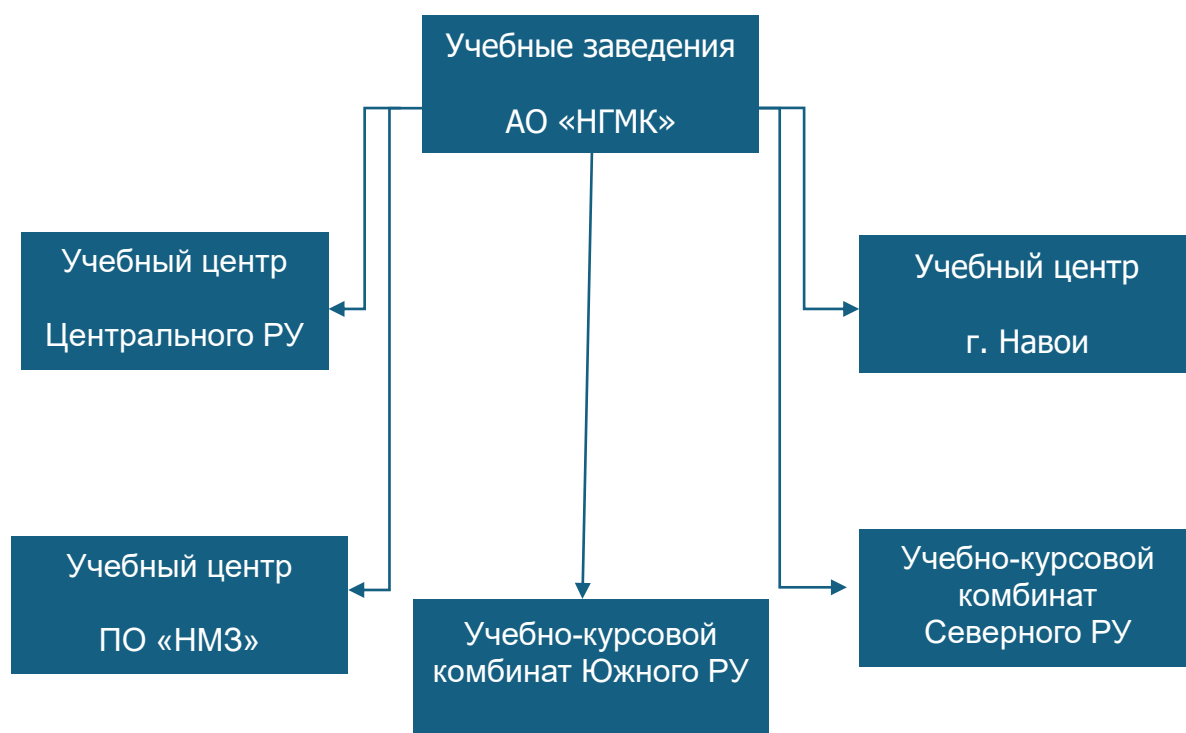 Учебные заведения
АО «НГМК»
Учебный центр
Центрального РУ
Учебный центр
г. Навои
Учебный центр
ПО «НМЗ»
Учебно-курсовой
комбинат Южного РУ
Учебно-курсовой
комбинат
Северного РУ